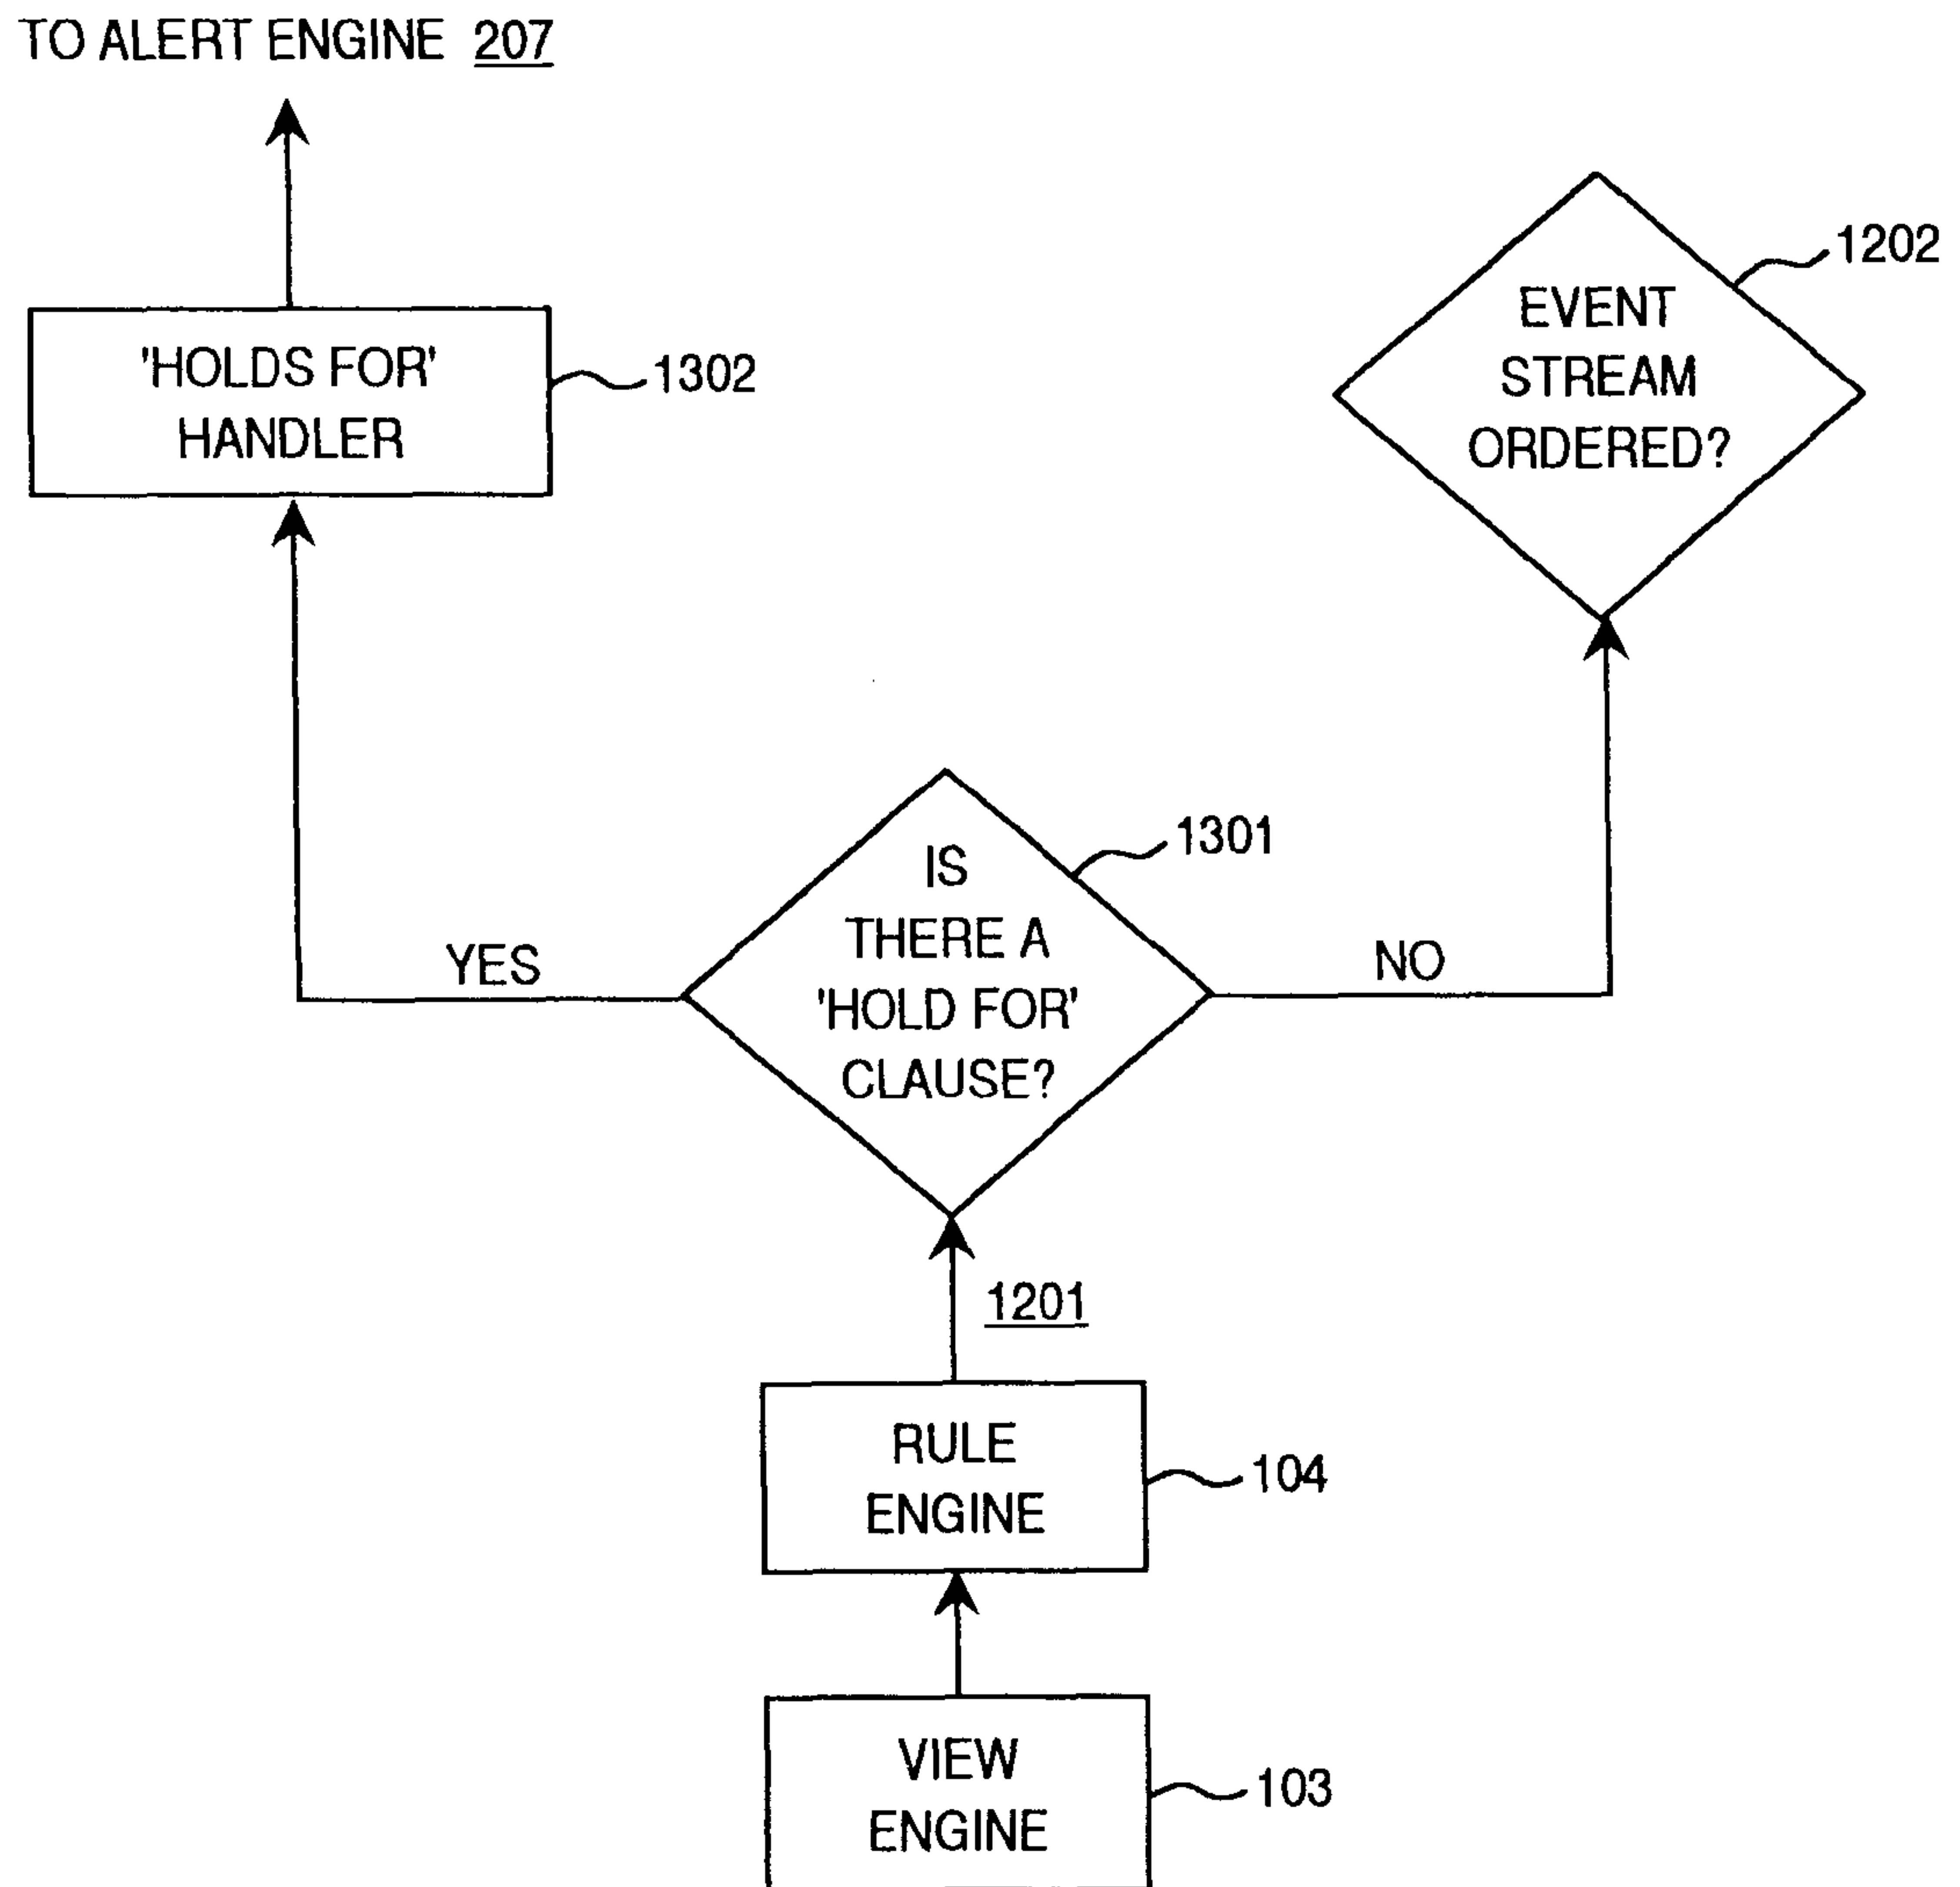 TO ALERT ENGINE 207
'HOLDS FOR'
HANDLER
1302
EVENT
STREAM
ORDERED?
1202
IS
THERE A
'HOLD FOR'
CLAUSE?
1301
YES
NO
1201
RULE
ENGINE
104
VIEW
ENGINE
103